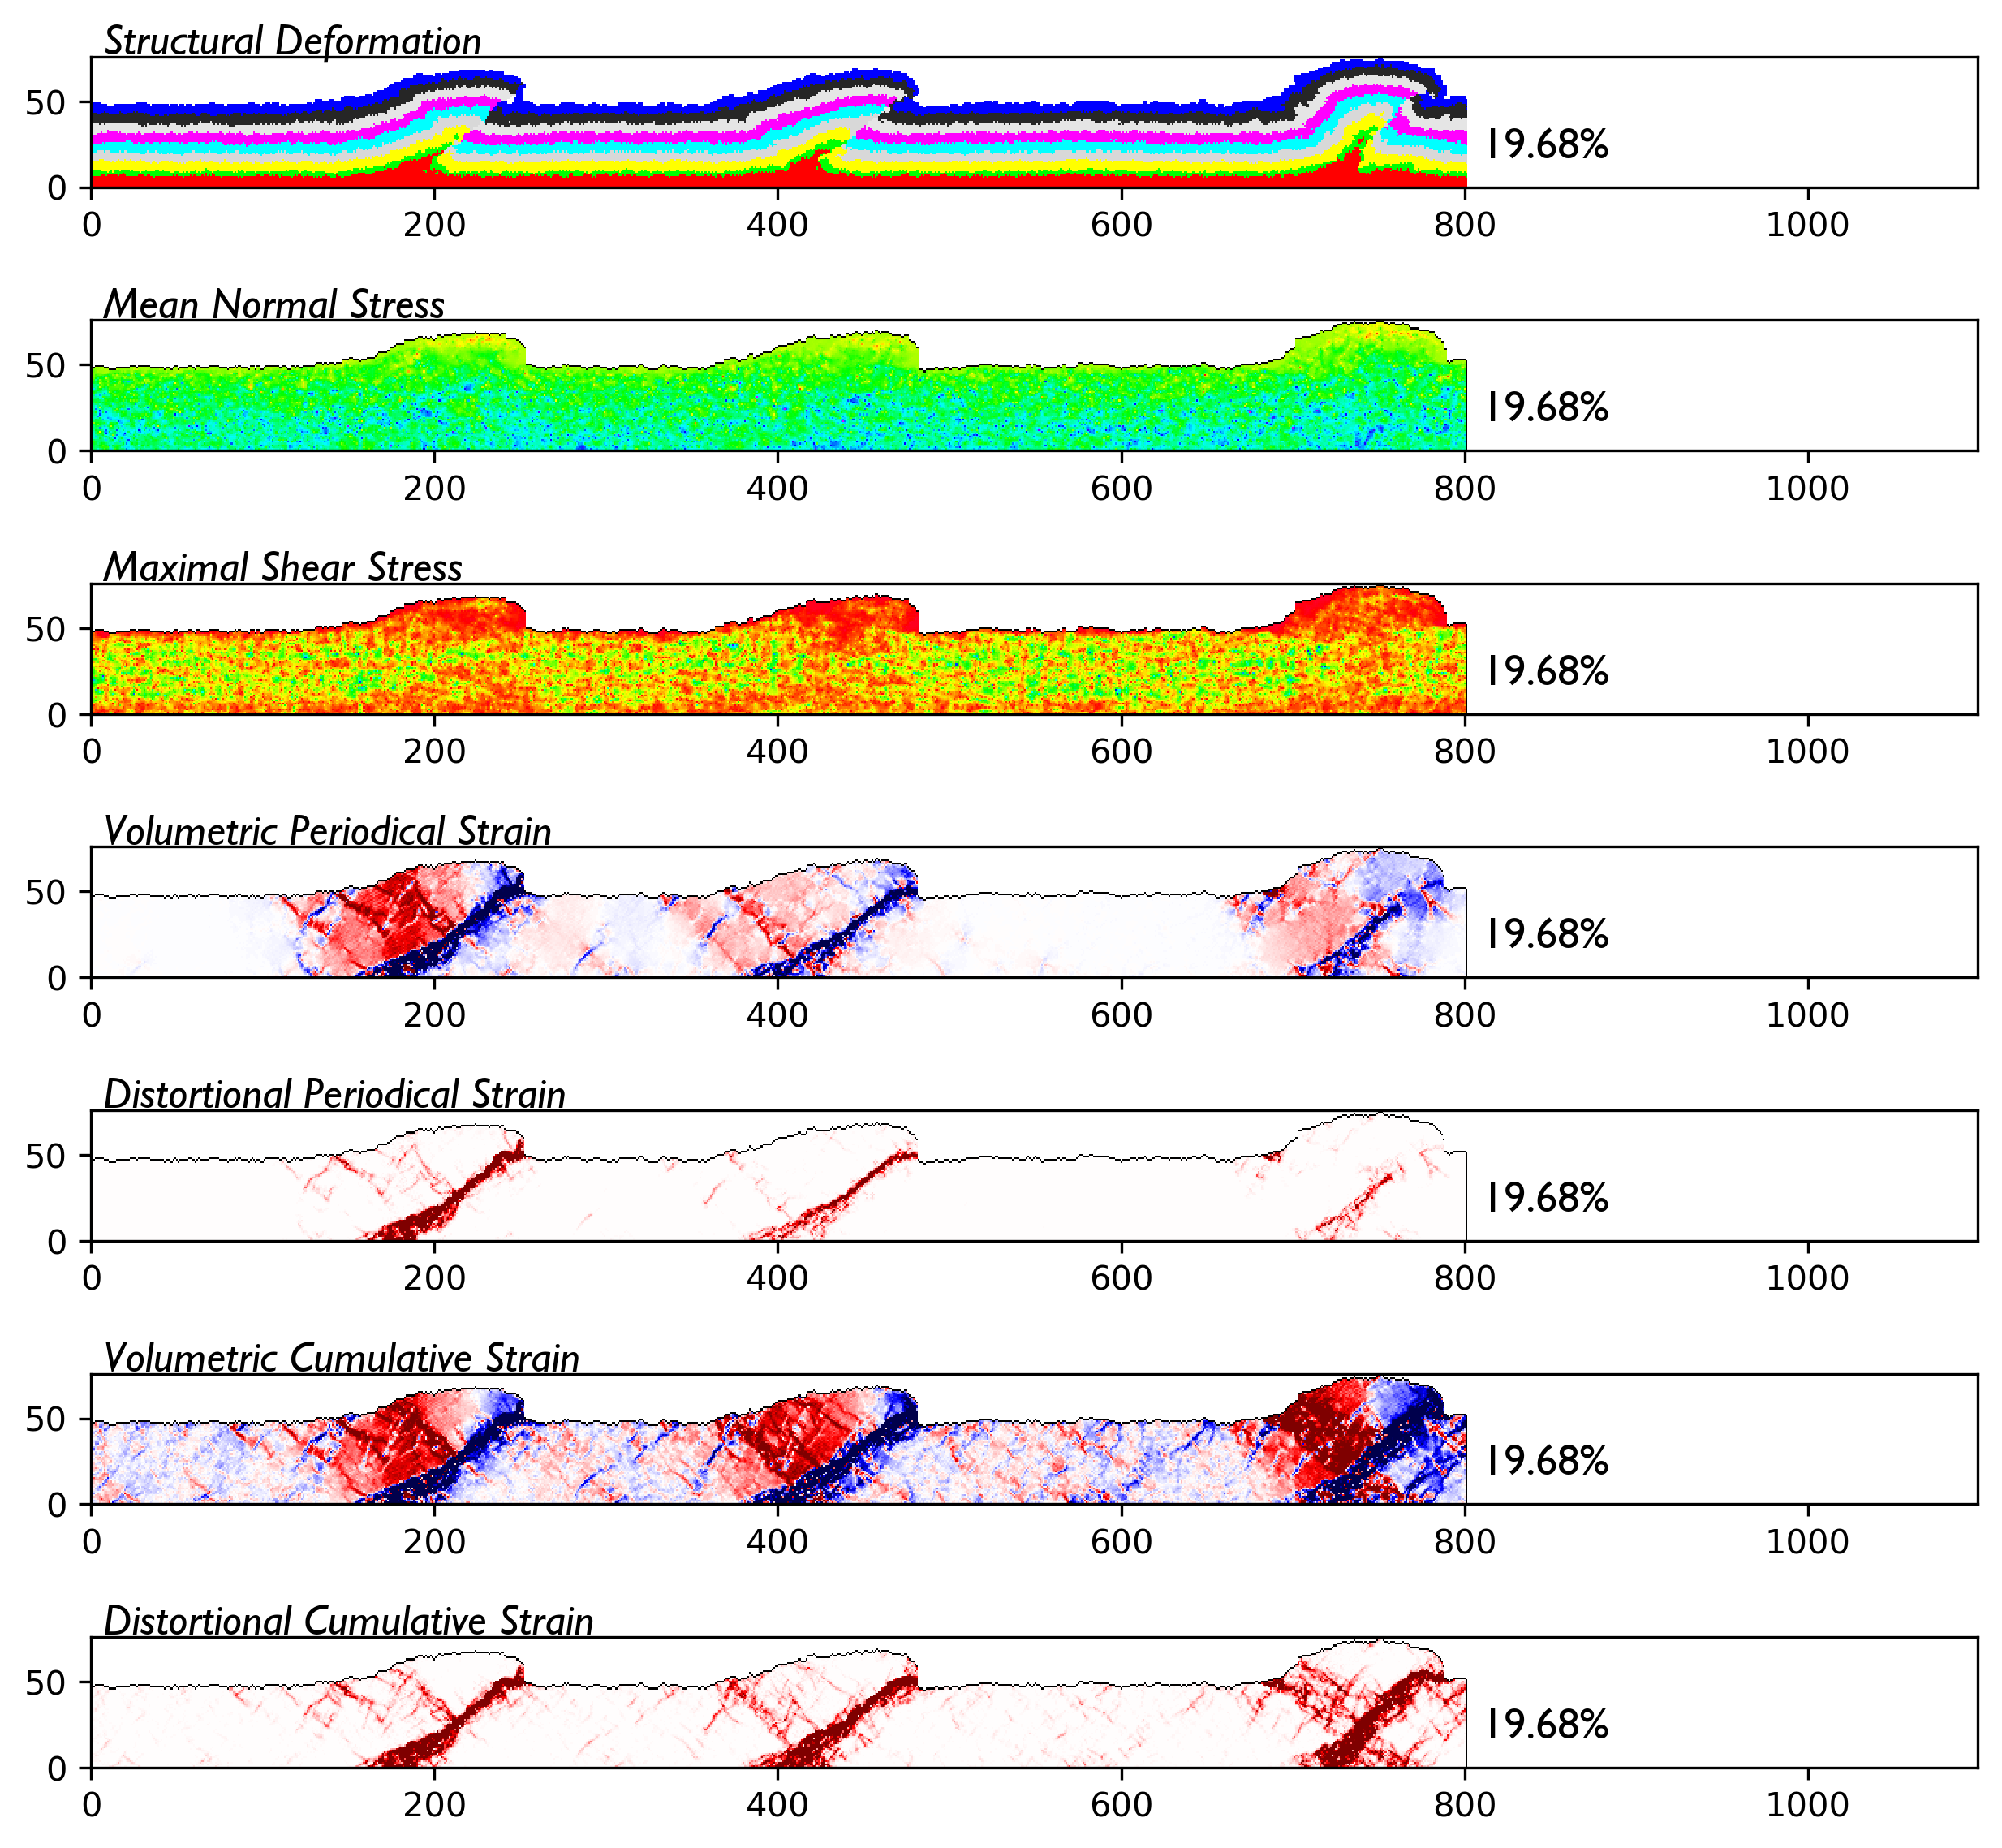 Structural Deformation
50
0
19.68%
0 200 400 600 800 1000
Mean Normal Stress
50
0
19.68%
0 200 400 600 800 1000
Maximal Shear Stress
50
0
19.68%
0 200 400 600 800 1000
Volumetric Periodical Strain
50
0
19.68%
0 200 400 600 800 1000
Distortional Periodical Strain
50
0
19.68%
0 200 400 600 800 1000
Volumetric Cumulative Strain
50
0
19.68%
0 200 400 600 800 1000
Distortional Cumulative Strain
50
0
19.68%
0 200 400 600 800 1000